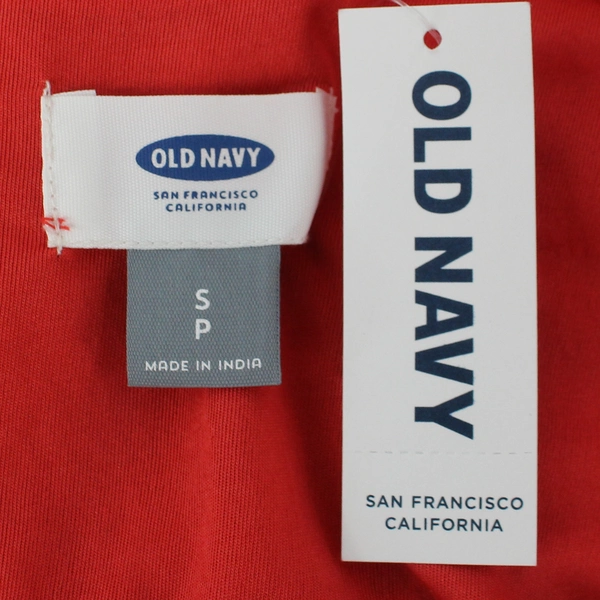 OLD NAVY
SAN FRANCISCO
CALIFORNIA
S
P
MADE IN INDIA
OLD NAVY
SAN FRANCISCO
CALIFORNIA